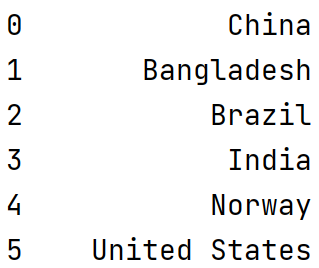 0 China
1 Bangladesh
2 Brazil
3 India
4 Norway
5 United States